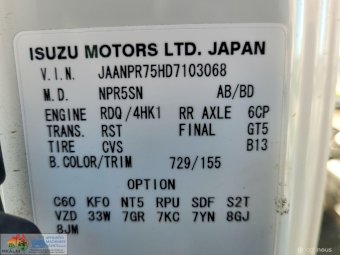 ISUZU MOTORS LTD. JAPAN
V.I.N. JAANPR75HD7103068
M.D. NPR5SN AB/BD
ENGINE RDQ/4HK1 RR AXLE 6CP
TRANS. RST FINAL GT5
TIRE CVS B13
B.COLOR/TRIM 729/155
OPTION
C60 KFO NT5 RPU SDF S2T
VZD 33W 7GR 7KC 7YN 8GJ
8JM